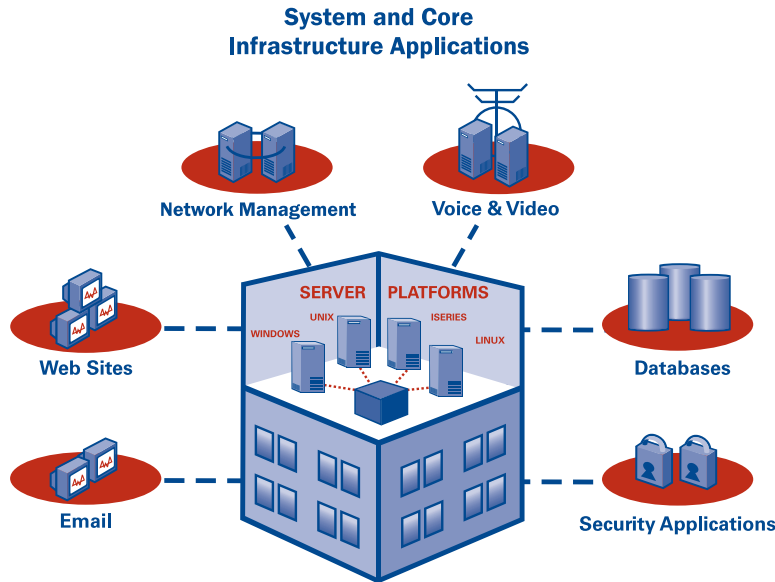 System and Core
Infrastructure Applications
Network Management
Voice & Video
SERVER PLATFORMS
UNIX
ISERIES
WINDOWS
LINUX
Web Sites
Databases
Email
Security Applications